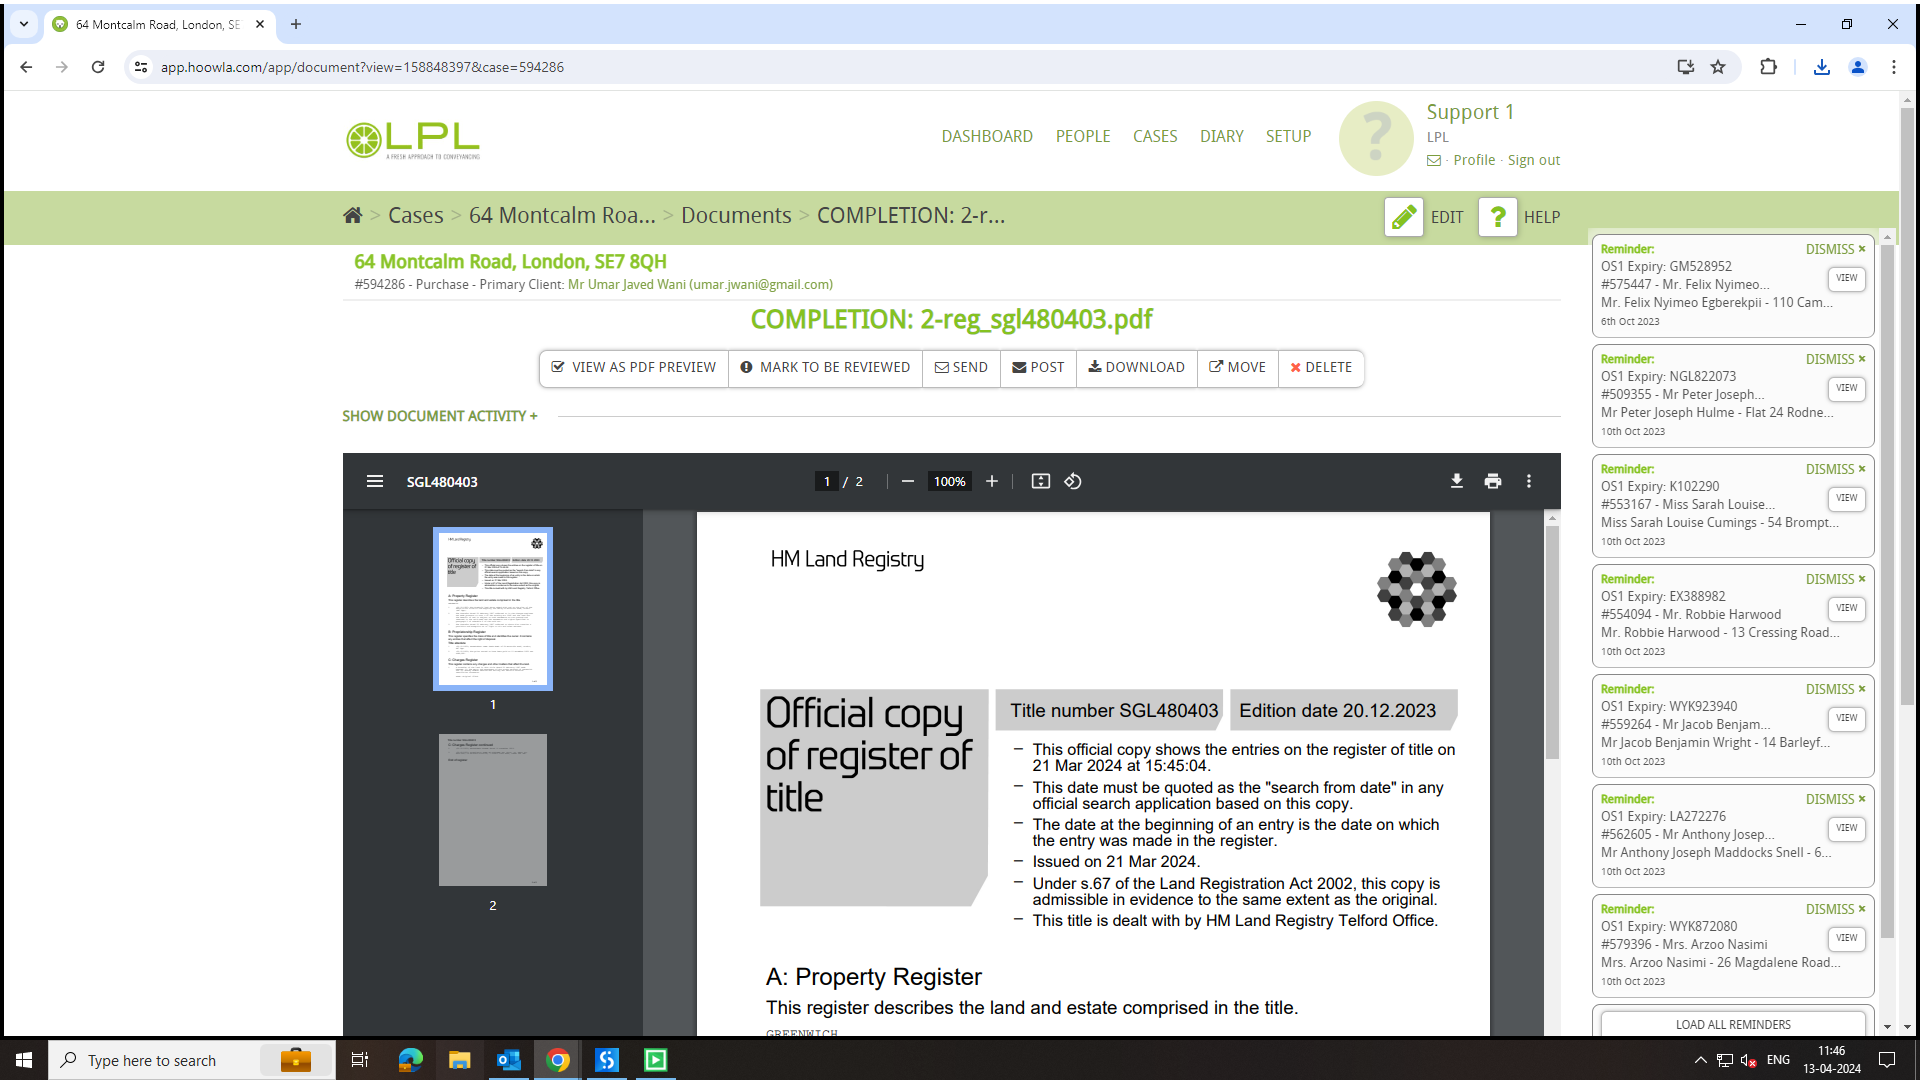 64 Montcalm Road, London, SE
app.hoowla.com/app/document?view=158848397&case=594286
LPL
A FRESH APPROACH TO CONVEYANCING
DASHBOARD PEOPLE CASES DIARY SETUP
?
Support 1
LPL
· Profile · Sign out
> Cases > 64 Montcalm Roa... > Documents > COMPLETION: 2-r...
EDIT ? HELP
64 Montcalm Road, London, SE7 8QH
#594286 - Purchase - Primary Client: Mr Umar Javed Wani (umar.jwani@gmail.com)
COMPLETION: 2-reg_sgl480403.pdf
VIEW AS PDF PREVIEW MARK TO BE REVIEWED SEND POST DOWNLOAD MOVE DELETE
SHOW DOCUMENT ACTIVITY +
SGL480403
1 / 2
100%
HM Land Registry
Official copy of register of title
1
2
HM Land Registry
Official copy
of register of
title
Title number SGL480403
Edition date 20.12.2023
– This official copy shows the entries on the register of title on
21 Mar 2024 at 15:45:04.
– This date must be quoted as the "search from date" in any
official search application based on this copy.
– The date at the beginning of an entry is the date on which
the entry was made in the register.
– Issued on 21 Mar 2024.
– Under s.67 of the Land Registration Act 2002, this copy is
admissible in evidence to the same extent as the original.
– This title is dealt with by HM Land Registry Telford Office.
A: Property Register
This register describes the land and estate comprised in the title.
GREENWICH
Reminder: DISMISS ×
OS1 Expiry: GM528952
#575447 - Mr. Felix Nyimeo...
VIEW
Mr. Felix Nyimeo Egberekpii - 110 Cam...
6th Oct 2023
Reminder: DISMISS ×
OS1 Expiry: NGL822073
#509355 - Mr Peter Joseph...
VIEW
Mr Peter Joseph Hulme - Flat 24 Rodne...
10th Oct 2023
Reminder: DISMISS ×
OS1 Expiry: K102290
#553167 - Miss Sarah Louise...
VIEW
Miss Sarah Louise Cumings - 54 Brompt...
10th Oct 2023
Reminder: DISMISS ×
OS1 Expiry: EX388982
#554094 - Mr. Robbie Harwood
VIEW
Mr. Robbie Harwood - 13 Cressing Road...
10th Oct 2023
Reminder: DISMISS ×
OS1 Expiry: WYK923940
#559264 - Mr Jacob Benjam...
VIEW
Mr Jacob Benjamin Wright - 14 Barleyf...
10th Oct 2023
Reminder: DISMISS ×
OS1 Expiry: LA272276
#562605 - Mr Anthony Josep...
VIEW
Mr Anthony Joseph Maddocks Snell - 6...
10th Oct 2023
Reminder: DISMISS ×
OS1 Expiry: WYK872080
#579396 - Mrs. Arzoo Nasimi
VIEW
Mrs. Arzoo Nasimi - 26 Magdalene Road...
10th Oct 2023
LOAD ALL REMINDERS
Type here to search
ENG
11:46
13-04-2024